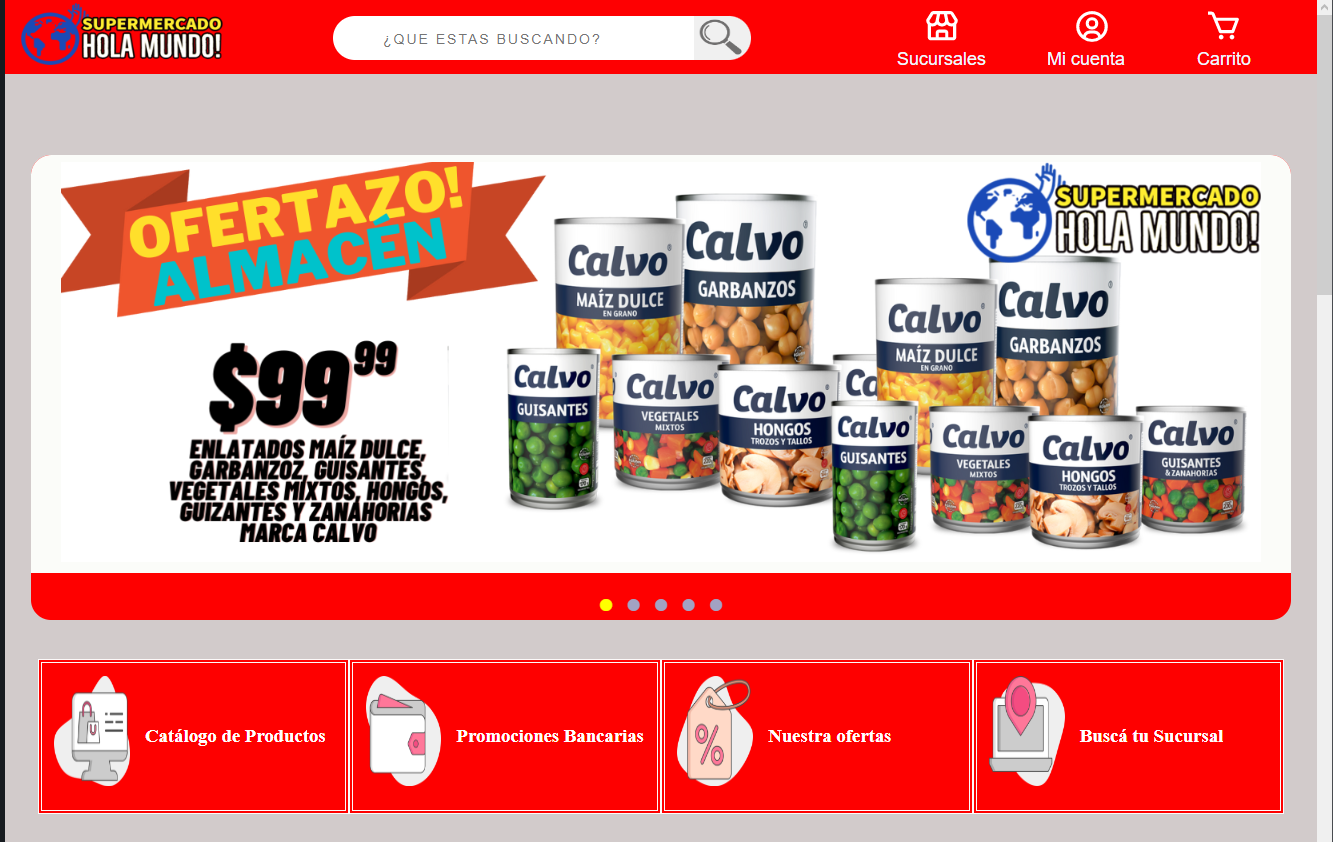 SUPERMERCADO
HOLA MUNDO!
¿QUE ESTAS BUSCANDO?
Sucursales
Mi cuenta
Carrito
OFERTAZO!
ALMACÉN
SUPERMERCADO
HOLA MUNDO!
$99⁹⁹
ENLATADOS MAÍZ DULCE,
GARBANZOZ, GUISANTES,
VEGETALES MIXTOS, HONGOS,
GUIZANTES Y ZANAHORIAS
MARCA CALVO
Calvo
MAÍZ DULCE
EN GRANO
Calvo
GARBANZOS
Calvo
GUISANTES
Calvo
VEGETALES
MIXTOS
Calvo
HONGOS
TROZOS Y TALLOS
Calvo
MAÍZ DULCE
EN GRANO
Calvo
GARBANZOS
Calvo
GUISANTES
Calvo
VEGETALES
MIXTOS
Calvo
HONGOS
TROZOS Y TALLOS
Calvo
GUISANTES
& ZANAHORIAS
Catálogo de Productos
Promociones Bancarias
Nuestra ofertas
Buscá tu Sucursal